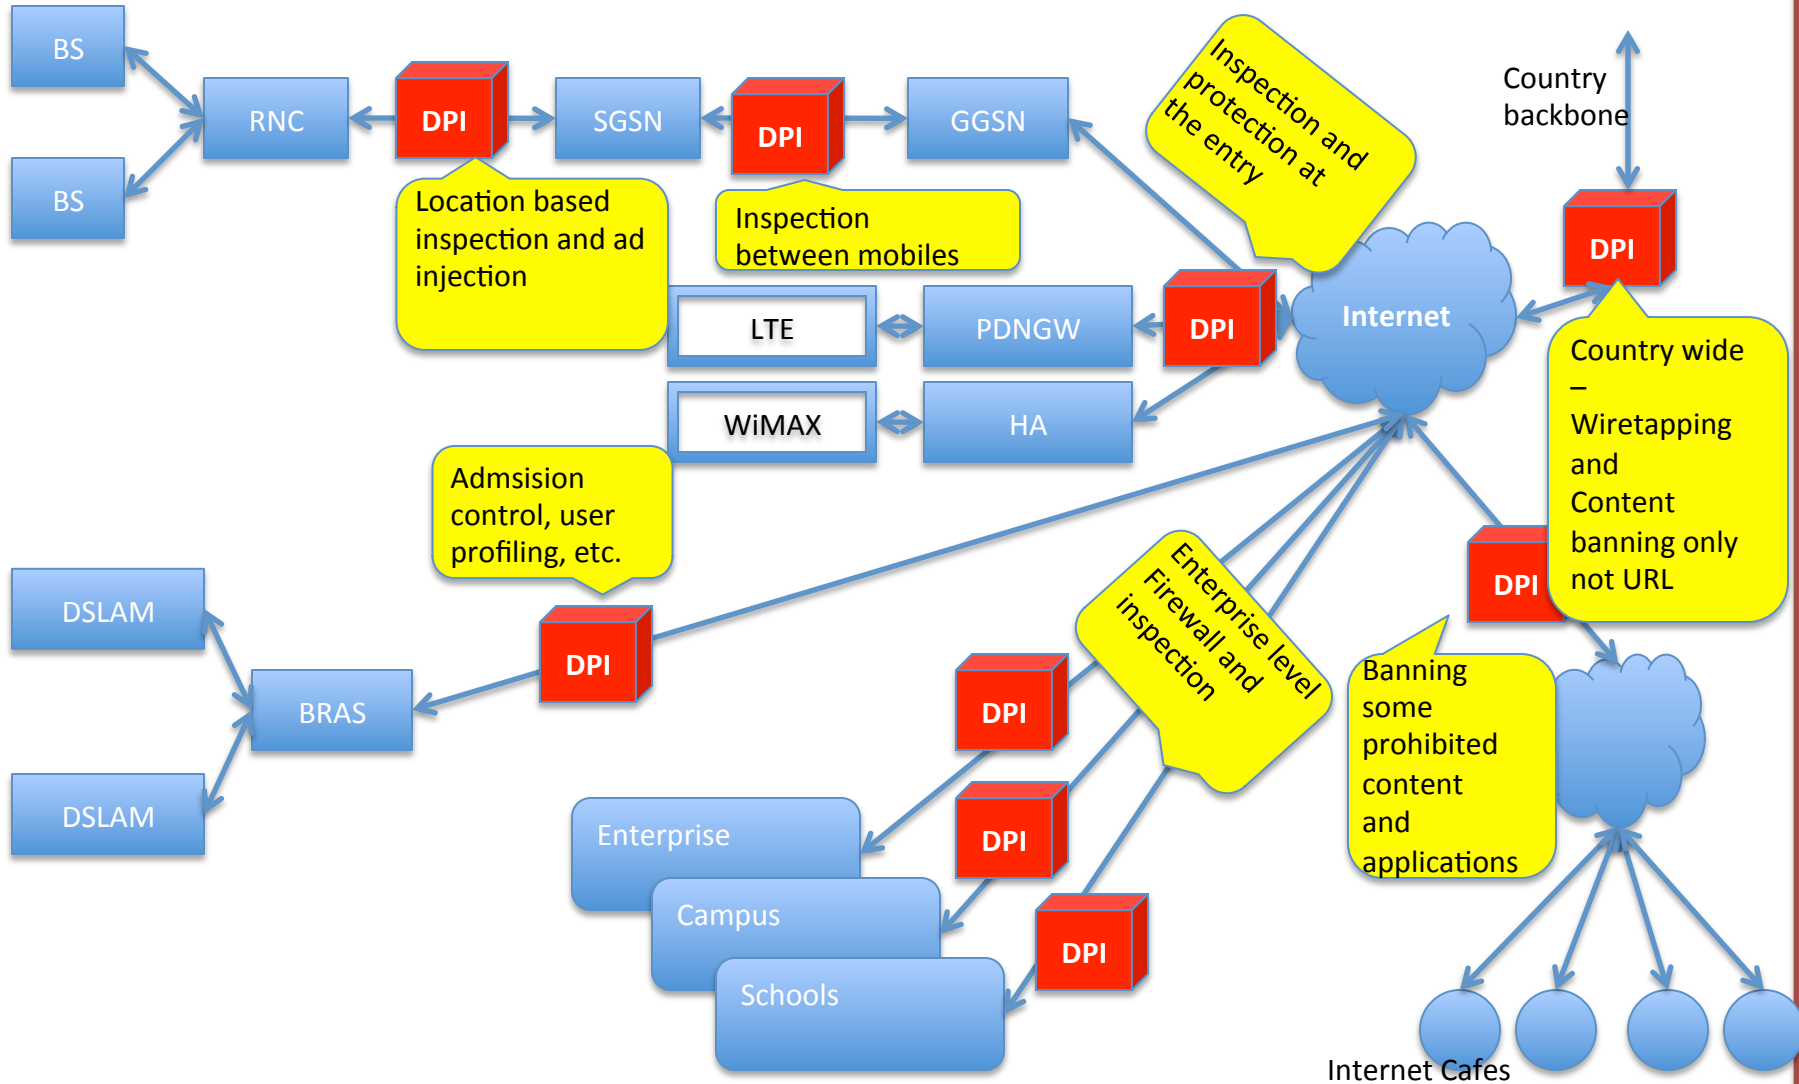 BS
BS
RNC
DPI
SGSN
DPI
GGSN
Location based
inspection and ad
injection
Inspection
between mobiles
Inspection and
protection at
the entry
Country
backbone
DPI
LTE
PDNGW
DPI
Internet
WiMAX
HA
Country wide
–
Wiretapping
and
Content
banning only
not URL
Admsision
control, user
profiling, etc.
DSLAM
DSLAM
BRAS
DPI
Enterprise level
Firewall and
inspection
DPI
DPI
DPI
DPI
Banning
some
prohibited
content
and
applications
Enterprise
Campus
Schools
Internet Cafes